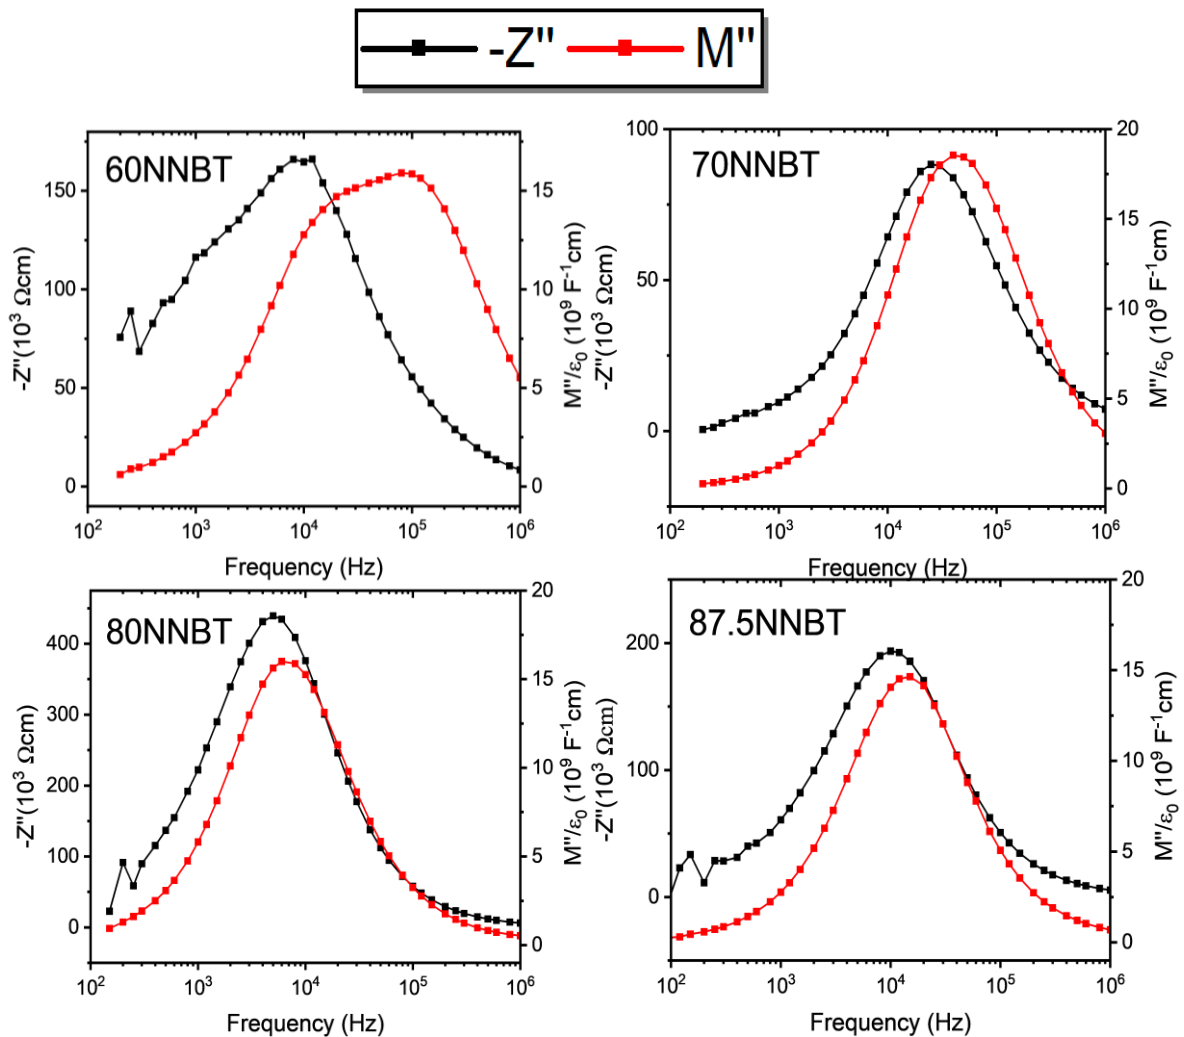 -Z" M"
60NNBT
150
100
50
0
15
10
5
0
-Z"(10³ Ωcm)
M"/ε₀ (10⁹ F⁻¹cm)
10² 10³ 10⁴ 10⁵ 10⁶
Frequency (Hz)
70NNBT
100
50
0
20
15
10
5
0
-Z"(10³ Ωcm)
M"/ε₀ (10⁹ F⁻¹cm)
10² 10³ 10⁴ 10⁵ 10⁶
Frequency (Hz)
80NNBT
400
300
200
100
0
20
15
10
5
0
-Z"(10³ Ωcm)
M"/ε₀ (10⁹ F⁻¹cm)
10² 10³ 10⁴ 10⁵ 10⁶
Frequency (Hz)
87.5NNBT
200
100
0
20
15
10
5
0
-Z"(10³ Ωcm)
M"/ε₀ (10⁹ F⁻¹cm)
10² 10³ 10⁴ 10⁵ 10⁶
Frequency (Hz)